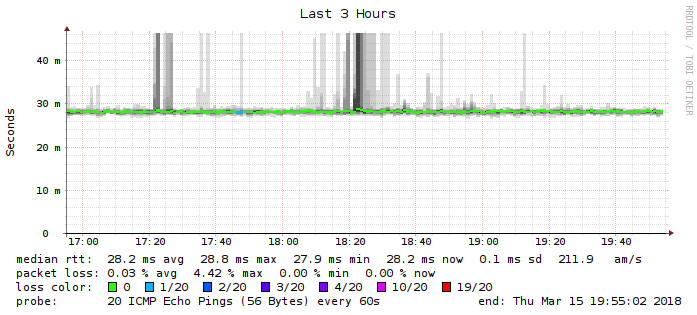 Last 3 Hours
RRDTOOL / TOBI OETIKER
Seconds
40 m
30 m
20 m
10 m
0
17:00 17:20 17:40 18:00 18:20 18:40 19:00 19:20 19:40
median rtt: 28.2 ms avg 28.8 ms max 27.9 ms min 28.2 ms now 0.1 ms sd 211.9 am/s
packet loss: 0.03 % avg 4.42 % max 0.00 % min 0.00 % now
loss color: 0 1/20 2/20 3/20 4/20 10/20 19/20
probe: 20 ICMP Echo Pings (56 Bytes) every 60s end: Thu Mar 15 19:55:02 2018